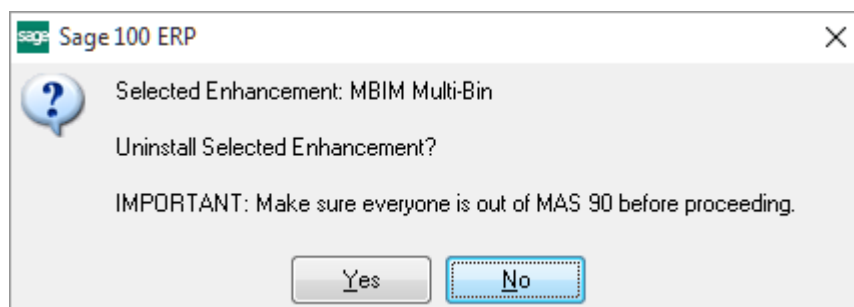 sage Sage 100 ERP
Selected Enhancement: MBIM Multi-Bin
Uninstall Selected Enhancement?
IMPORTANT: Make sure everyone is out of MAS 90 before proceeding.
Yes No